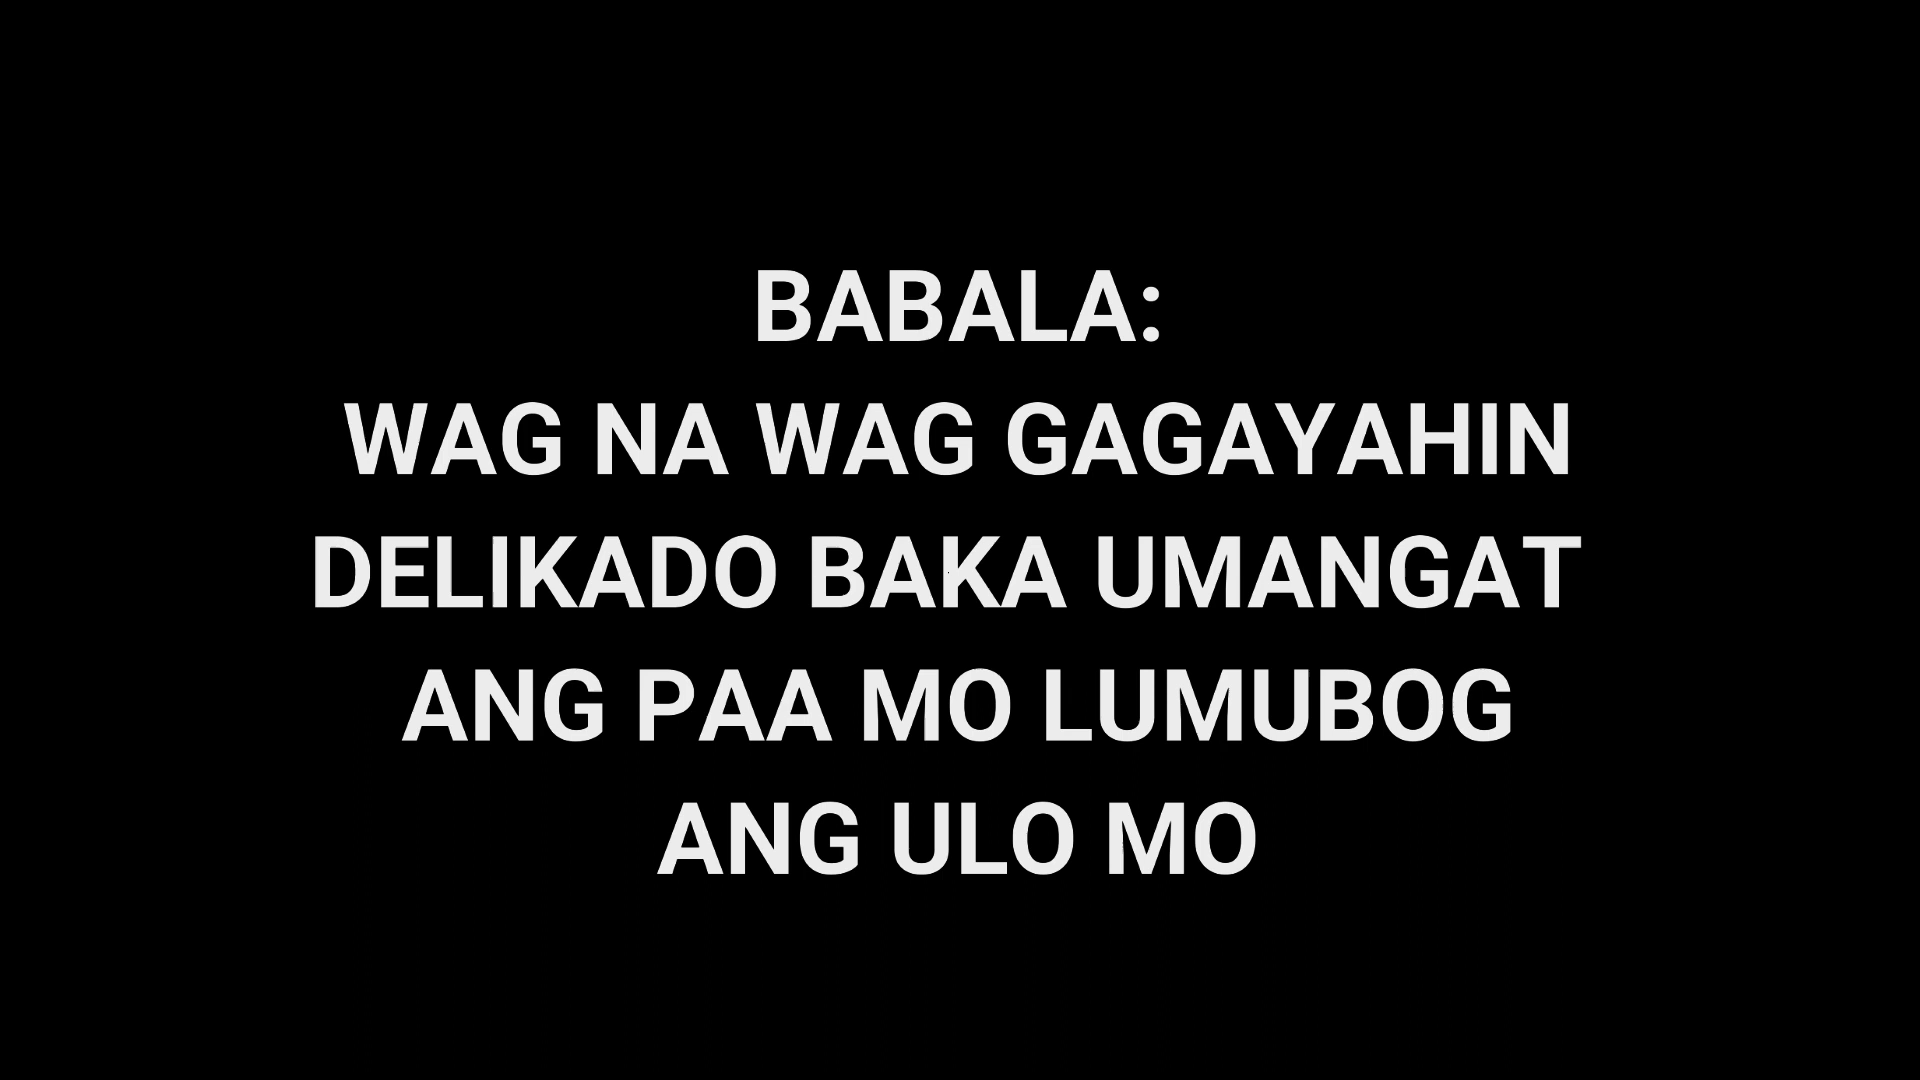 BABALA:
WAG NA WAG GAGAYAHIN
DELIKADO BAKA UMANGAT
ANG PAA MO LUMUBOG
ANG ULO MO